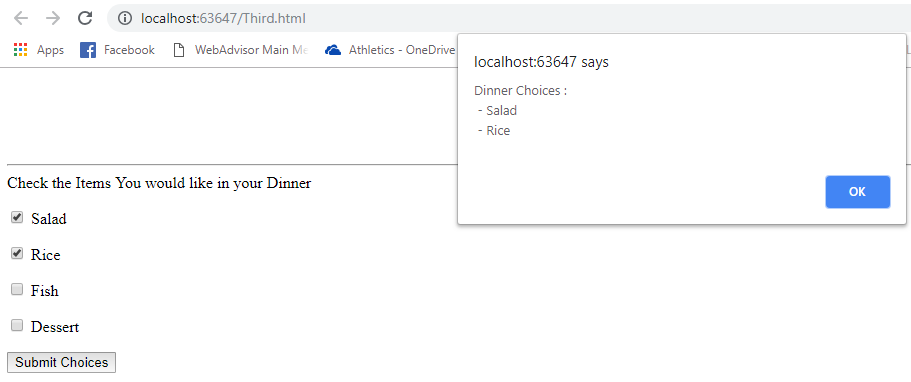 localhost:63647/Third.html
Apps Facebook WebAdvisor Main Me Athletics - OneDrive
localhost:63647 says
Dinner Choices :
- Salad
- Rice
OK
Check the Items You would like in your Dinner
Salad
Rice
Fish
Dessert
Submit Choices